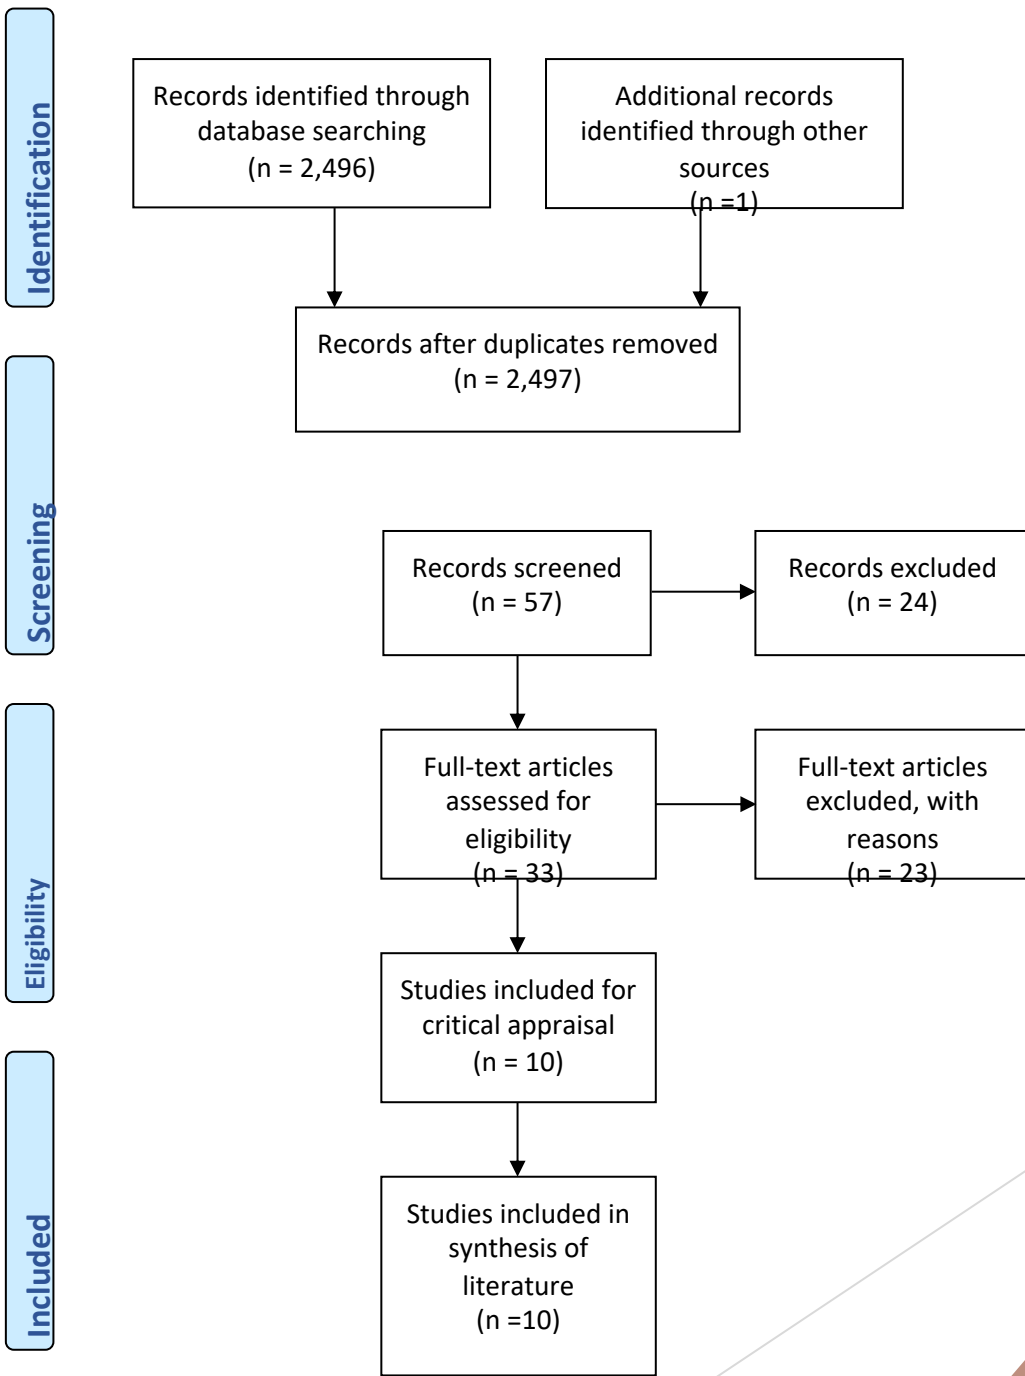 Identification
Records identified through
database searching
(n = 2,496)
Additional records
identified through other
sources
(n =1)
Records after duplicates removed
(n = 2,497)
Screening
Records screened
(n = 57)
Records excluded
(n = 24)
Eligibility
Full-text articles
assessed for
eligibility
(n = 33)
Full-text articles
excluded, with
reasons
(n = 23)
Studies included for
critical appraisal
(n = 10)
Included
Studies included in
synthesis of
literature
(n =10)